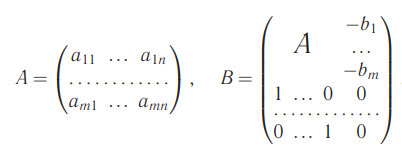 A = ( a11 ... a1n
............
am1 ... amn ) , B = ( A −b1
...
−bm
1 ... 0 0
..............
0 ... 1 0 )